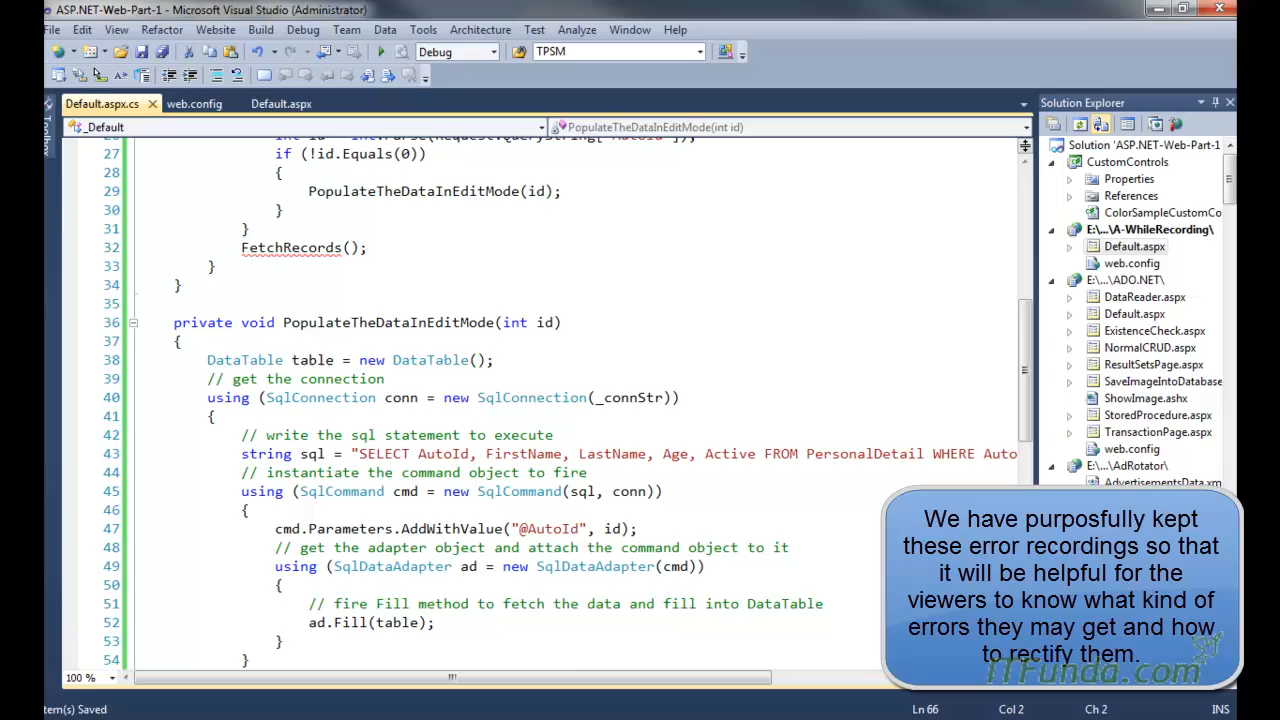 ASP.NET-Web-Part-1 - Microsoft Visual Studio (Administrator)
File Edit View Refactor Website Build Debug Team Data Tools Architecture Test Analyze Window Help
Debug TPSM
Default.aspx.cs web.config Default.aspx
_Default PopulateTheDataInEditMode(int id)
27 if (!id.Equals(0))
28 {
29 PopulateTheDataInEditMode(id);
30 }
31 }
32 FetchRecords();
33 }
34 }
35
36 private void PopulateTheDataInEditMode(int id)
37 {
38 DataTable table = new DataTable();
39 // get the connection
40 using (SqlConnection conn = new SqlConnection(_connStr))
41 {
42 // write the sql statement to execute
43 string sql = "SELECT AutoId, FirstName, LastName, Age, Active FROM PersonalDetail WHERE Auto
44 // instantiate the command object to fire
45 using (SqlCommand cmd = new SqlCommand(sql, conn))
46 {
47 cmd.Parameters.AddWithValue("@AutoId", id);
48 // get the adapter object and attach the command object to it
49 using (SqlDataAdapter ad = new SqlDataAdapter(cmd))
50 {
51 // fire Fill method to fetch the data and fill into DataTable
52 ad.Fill(table);
53 }
54 }
100 %
Toolbox
Solution Explorer
Solution 'ASP.NET-Web-Part-1
CustomControls
Properties
References
ColorSampleCustomCo
E:\...\A-WhileRecording\
Default.aspx
web.config
E:\...\ADO.NET\
DataReader.aspx
Default.aspx
ExistenceCheck.aspx
NormalCRUD.aspx
ResultSetsPage.aspx
SaveImageIntoDatabase
ShowImage.ashx
StoredProcedure.aspx
TransactionPage.aspx
web.config
E:\...\AdRotator\
AdvertisementsData.xm
We have purposfully kept
these error recordings so that
it will be helpful for the
viewers to know what kind of
errors they may get and how
to rectify them.
ITFunda.com
tem(s) Saved Ln 66 Col 2 Ch 2 INS